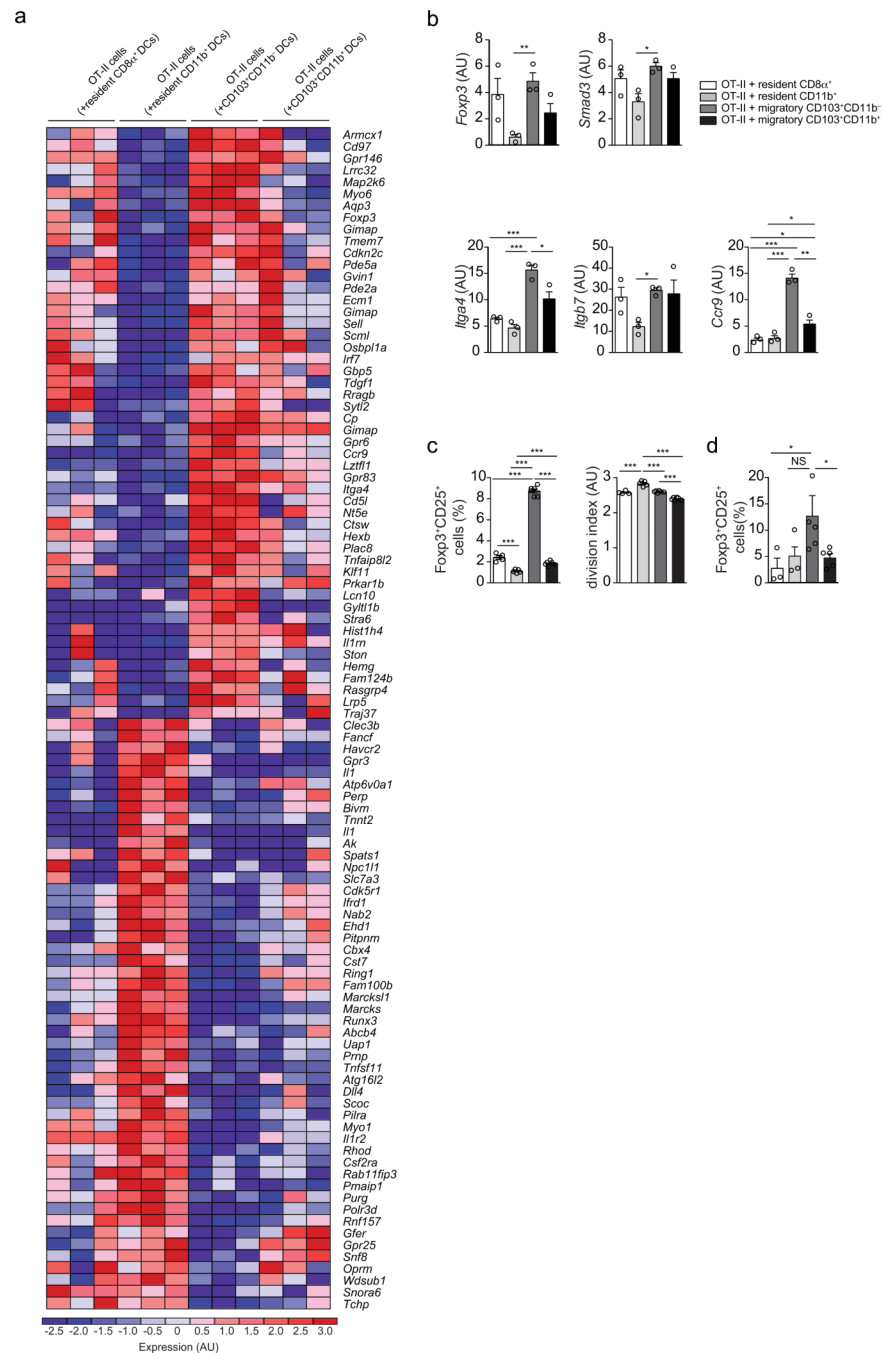 a
OT-II cells
(+resident CD8α⁺ DCs)
OT-II cells
(+resident CD11b⁺ DCs)
OT-II cells
(+CD103⁺CD11b⁻ DCs)
OT-II cells
(+CD103⁺CD11b⁺ DCs)
Armcx1
Cd97
Gpr146
Lrrc32
Map2k6
Myo6
Aqp3
Foxp3
Gimap
Tmem7
Cdkn2c
Pde5a
Gvin1
Pde2a
Ecm1
Gimap
Sell
Scml
Osbpl1a
Irf7
Gbp5
Tdgf1
Rragb
Sytl2
Cp
Gimap
Gpr6
Ccr9
Lztfl1
Gpr83
Itga4
Cd5l
Nt5e
Ctsw
Hexb
Plac8
Tnfaip8l2
Klf11
Prkar1b
Lcn10
Gyltl1b
Stra6
Hist1h4
Il1rn
Ston
Hemg
Fam124b
Rasgrp4
Lrp5
Traj37
Clec3b
Fancf
Havcr2
Gpr3
Il1
Atp6v0a1
Perp
Bivm
Tnnt2
Il1
Ak
Spats1
Npc1l1
Slc7a3
Cdk5r1
Ifrd1
Nab2
Ehd1
Pitpnm
Cbx4
Cst7
Ring1
Fam100b
Marcksl1
Marcks
Runx3
Abcb4
Uap1
Prnp
Tnfsf11
Atg16l2
Dll4
Scoc
Pilra
Myo1
Il1r2
Rhod
Csf2ra
Rab11fip3
Pmaip1
Purg
Polr3d
Rnf157
Gfer
Gpr25
Snf8
Oprm
Wdsub1
Snora6
Tchp
-2.5 -2.0 -1.5 -1.0 -0.5 0 0.5 1.0 1.5 2.0 2.5 3.0
Expression (AU)
b
Foxp3 (AU)
8
6
4
2
0
**
Smad3 (AU)
8
6
4
2
0
*
OT-II + resident CD8α⁺
OT-II + resident CD11b⁺
OT-II + migratory CD103⁺CD11b⁻
OT-II + migratory CD103⁺CD11b⁺
Itga4 (AU)
20
15
10
5
0
***
*** *
Itgb7 (AU)
50
40
30
20
10
0
*
Ccr9 (AU)
20
15
10
5
0
*
*
***
*** **
c
Foxp3⁺CD25⁺
cells (%)
10
8
6
4
2
0
***
***
*** ***
***
division index (AU)
4
3
2
1
0
***
*** ***
***
d
Foxp3⁺CD25⁺
cells(%)
20
15
10
5
0
*
NS *